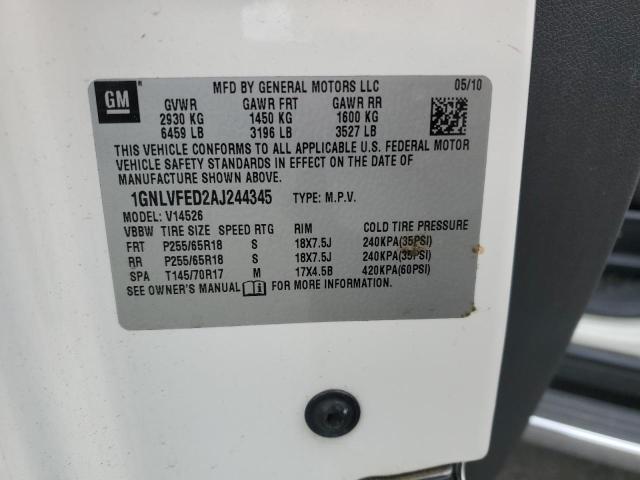 GM
MFD BY GENERAL MOTORS LLC 05/10
GVWR GAWR FRT GAWR RR
2930 KG 1450 KG 1600 KG
6459 LB 3196 LB 3527 LB
THIS VEHICLE CONFORMS TO ALL APPLICABLE U.S. FEDERAL MOTOR
VEHICLE SAFETY STANDARDS IN EFFECT ON THE DATE OF
MANUFACTURE SHOWN ABOVE.
1GNLVFED2AJ244345 TYPE: M.P.V.
MODEL: V14526
VBBW TIRE SIZE SPEED RTG RIM COLD TIRE PRESSURE
FRT P255/65R18 S 18X7.5J 240KPA(35PSI)
RR P255/65R18 S 18X7.5J 240KPA(35PSI)
SPA T145/70R17 M 17X4.5B 420KPA(60PSI)
SEE OWNER'S MANUAL FOR MORE INFORMATION.